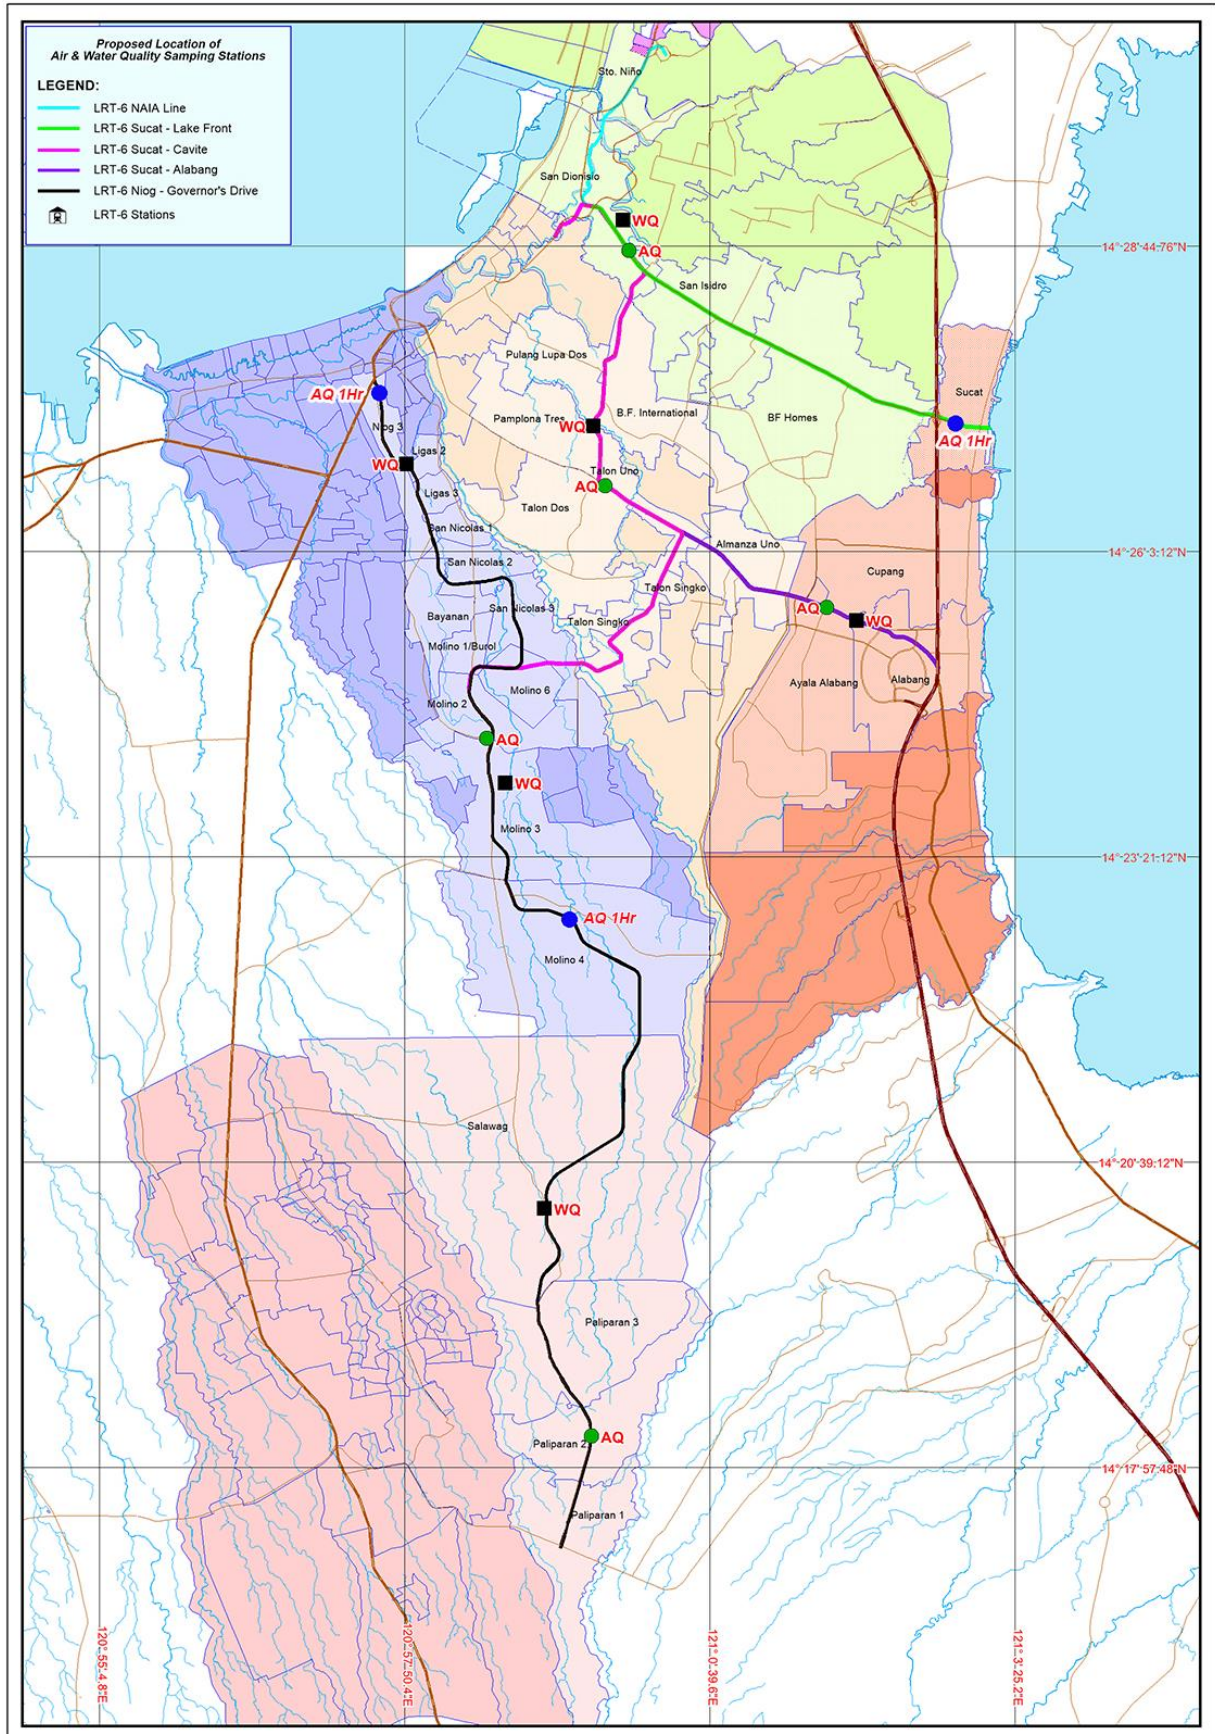 Proposed Location of
Air & Water Quality Samping Stations
LEGEND:
LRT-6 NAIA Line
LRT-6 Sucat - Lake Front
LRT-6 Sucat - Cavite
LRT-6 Sucat - Alabang
LRT-6 Niog - Governor's Drive
LRT-6 Stations
Sto. Niño
San Dionisio
WQ
14°28'44.76"N
AQ
San Isidro
Pulang Lupa Dos
AQ 1Hr
Sucat
Pamplona Tres
B.F. International
BF Homes
WQ
Niog 3
AQ 1Hr
Ligas 2
WQ
Talon Uno
AQ
Ligas 3
Talon Dos
San Nicolas 1
Almanza Uno
14°26'3.12"N
San Nicolas 2
Cupang
Talon Singko
AQ
San Nicolas 3
Bayanan
WQ
Talon Singko
Molino 1/Burol
Ayala Alabang
Alabang
Molino 6
Molino 2
AQ
WQ
Molino 3
14°23'21.12"N
AQ 1Hr
Molino 4
Salawag
14°20'39.12"N
WQ
Paliparan 3
AQ
Paliparan 2
14°17'57.48"N
Paliparan 1
120°55'4.8"E
120°57'50.4"E
121°0'39.6"E
121°3'25.2"E